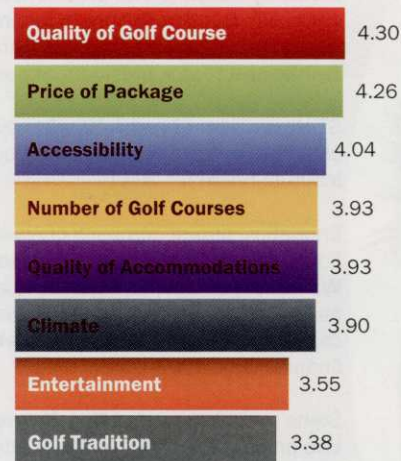 Quality of Golf Course 4.30
Price of Package 4.26
Accessibility 4.04
Number of Golf Courses 3.93
Quality of Accommodations 3.93
Climate 3.90
Entertainment 3.55
Golf Tradition 3.38